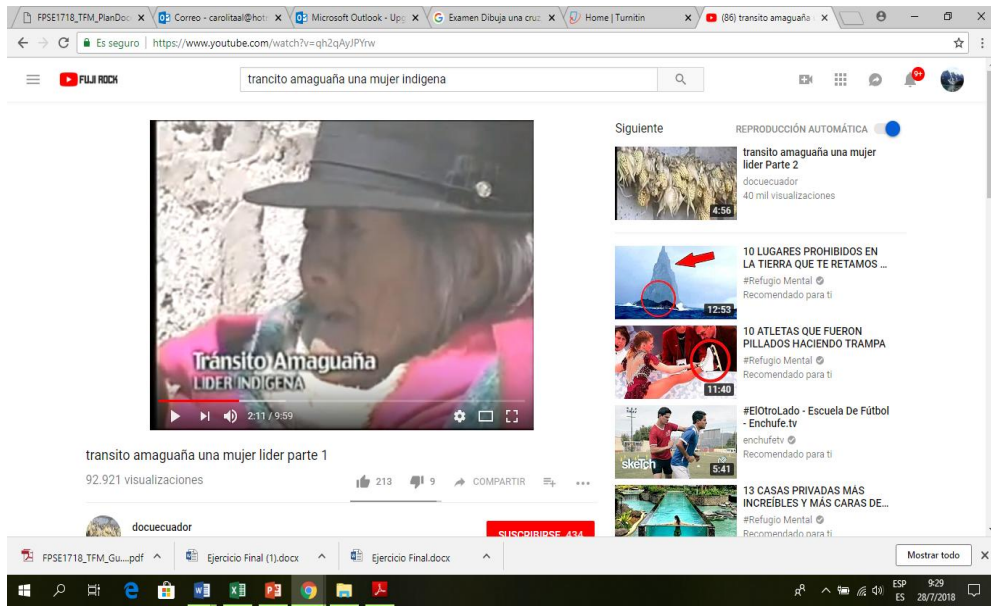 FPSE1718_TFM_PlanDoc
Correo - carolitaal@hotm
Microsoft Outlook - Upg
Examen Dibuja una cruz
Home | Turnitin
(86) transito amaguaña
Es seguro
https://www.youtube.com/watch?v=qh2qAyJPYrw
FUJI ROCK
trancito amaguaña una mujer indigena
9+
Tránsito Amaguaña
LIDER INDIGENA
2:11 / 9:59
transito amaguaña una mujer lider parte 1
92.921 visualizaciones
213
9
COMPARTIR
docuecuador
SUSCRIBIRSE 434
Siguiente
REPRODUCCIÓN AUTOMÁTICA
4:56
transito amaguaña una mujer
lider Parte 2
docuecuador
40 mil visualizaciones
12:53
10 LUGARES PROHIBIDOS EN
LA TIERRA QUE TE RETAMOS ...
#Refugio Mental
Recomendado para ti
11:40
10 ATLETAS QUE FUERON
PILLADOS HACIENDO TRAMPA
#Refugio Mental
Recomendado para ti
skeTch
5:41
#ElOtroLado - Escuela De Fútbol
- Enchufe.tv
enchufetv
Recomendado para ti
13 CASAS PRIVADAS MÁS
INCREÍBLES Y MÁS CARAS DE...
#Refugio Mental
Recomendado para ti
FPSE1718_TFM_Gu....pdf
Ejercicio Final (1).docx
Ejercicio Final.docx
Mostrar todo
ESP
ES
9:29
28/7/2018